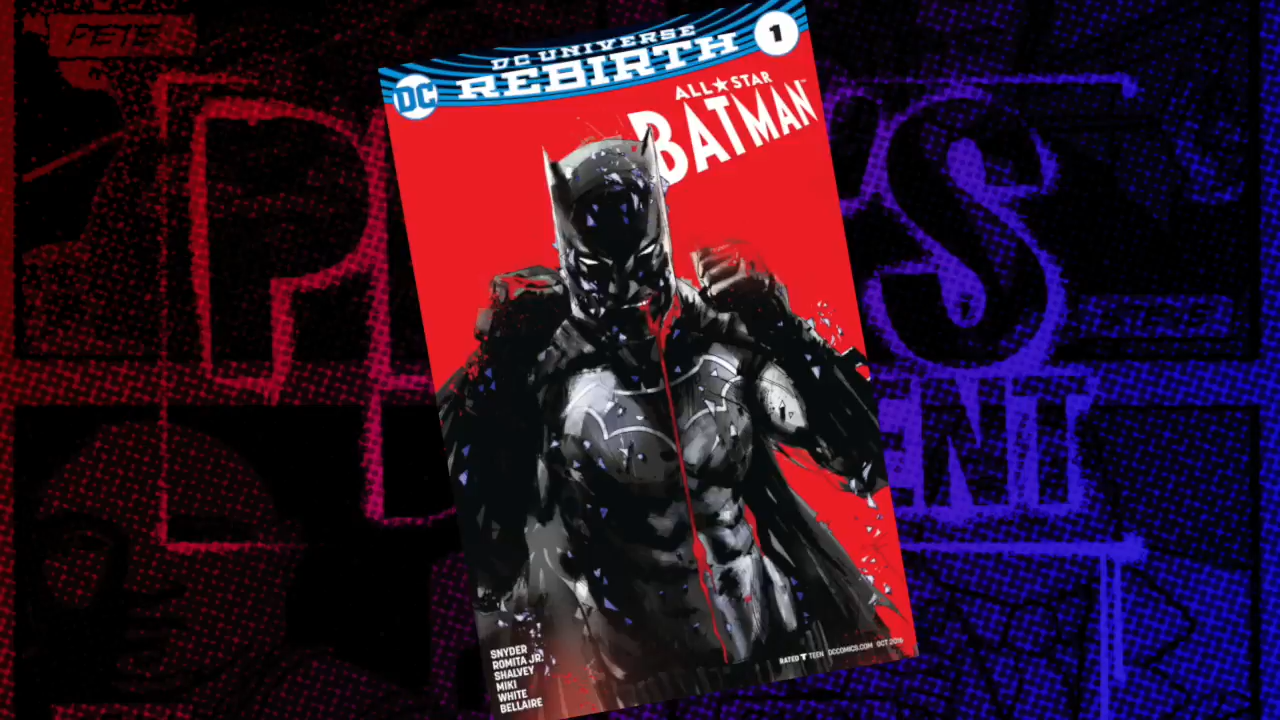 PETE
DC UNIVERSE
REBIRTH
1
DC
ALL★STAR
BATMAN
SNYDER
ROMITA JR.
SHALVEY
MIKI
WHITE
BELLAIRE
RATED T TEEN DCCOMICS.COM OCT 2016